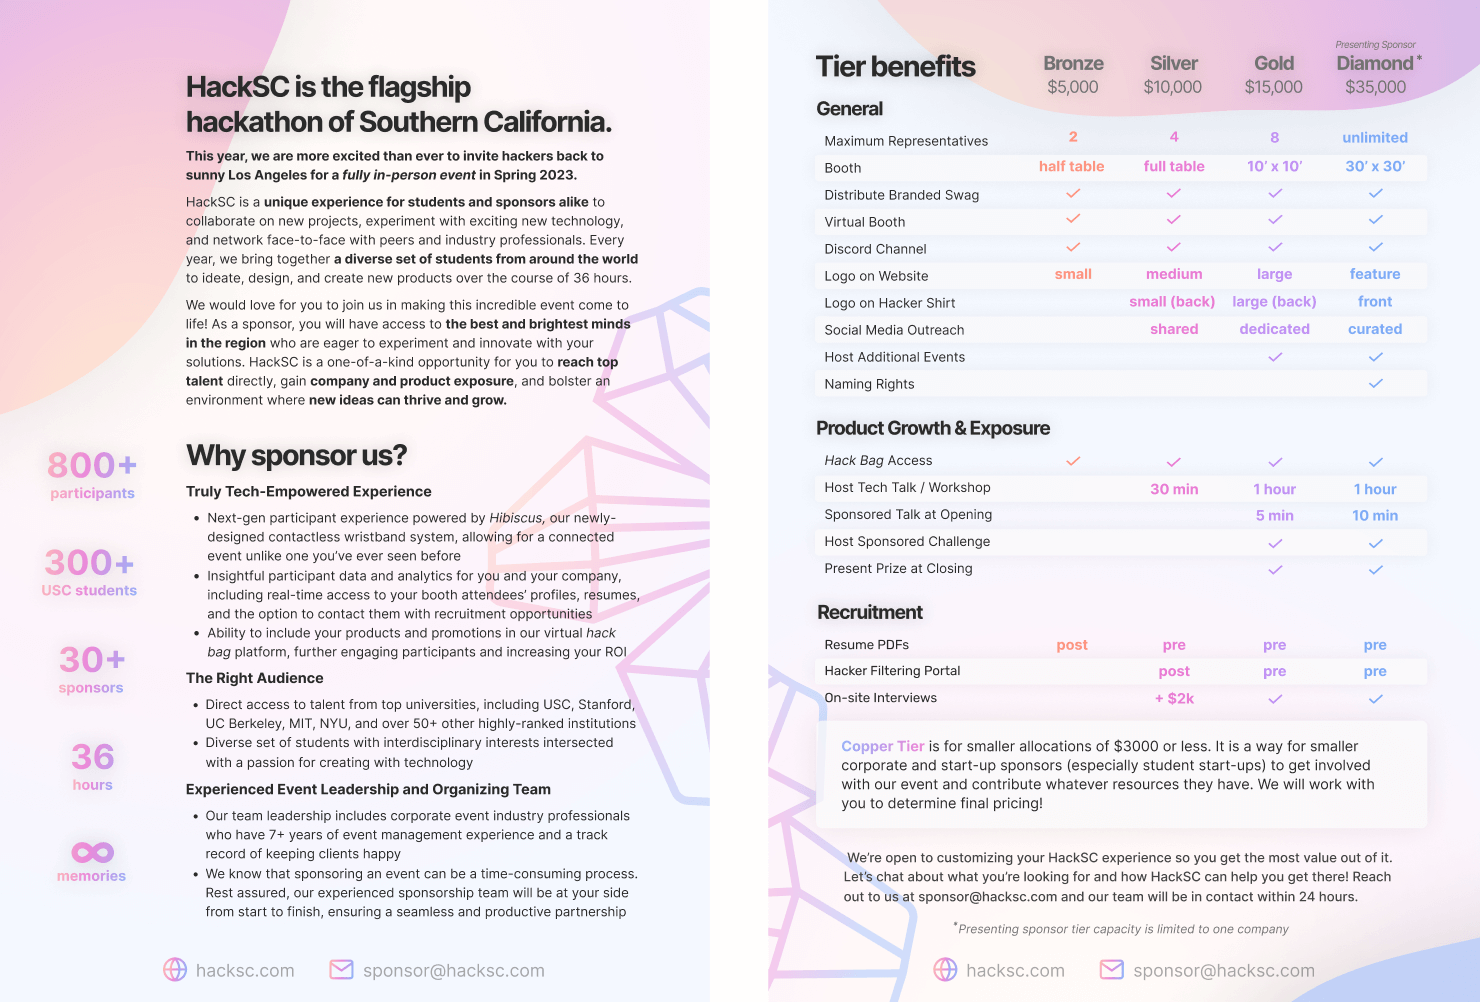 HackSC is the flagship
hackathon of Southern California.
This year, we are more excited than ever to invite hackers back to
sunny Los Angeles for a fully in-person event in Spring 2023.
HackSC is a unique experience for students and sponsors alike to
collaborate on new projects, experiment with exciting new technology,
and network face-to-face with peers and industry professionals. Every
year, we bring together a diverse set of students from around the world
to ideate, design, and create new products over the course of 36 hours.
We would love for you to join us in making this incredible event come to
life! As a sponsor, you will have access to the best and brightest minds
in the region who are eager to experiment and innovate with your
solutions. HackSC is a one-of-a-kind opportunity for you to reach top
talent directly, gain company and product exposure, and bolster an
environment where new ideas can thrive and grow.
800+
participants
300+
USC students
30+
sponsors
36
hours
∞
memories
Why sponsor us?
Truly Tech-Empowered Experience
• Next-gen participant experience powered by Hibiscus, our newly-
designed contactless wristband system, allowing for a connected
event unlike one you've ever seen before
• Insightful participant data and analytics for you and your company,
including real-time access to your booth attendees' profiles, resumes,
and the option to contact them with recruitment opportunities
• Ability to include your products and promotions in our virtual hack
bag platform, further engaging participants and increasing your ROI
The Right Audience
• Direct access to talent from top universities, including USC, Stanford,
UC Berkeley, MIT, NYU, and over 50+ other highly-ranked institutions
• Diverse set of students with interdisciplinary interests intersected
with a passion for creating with technology
Experienced Event Leadership and Organizing Team
• Our team leadership includes corporate event industry professionals
who have 7+ years of event management experience and a track
record of keeping clients happy
• We know that sponsoring an event can be a time-consuming process.
Rest assured, our experienced sponsorship team will be at your side
from start to finish, ensuring a seamless and productive partnership
hacksc.com sponsor@hacksc.com
Presenting Sponsor
Tier benefits Bronze Silver Gold Diamond*
$5,000 $10,000 $15,000 $35,000
General
Maximum Representatives 2 4 8 unlimited
Booth half table full table 10' x 10' 30' x 30'
Distribute Branded Swag ✓ ✓ ✓ ✓
Virtual Booth ✓ ✓ ✓ ✓
Discord Channel ✓ ✓ ✓ ✓
Logo on Website small medium large feature
Logo on Hacker Shirt small (back) large (back) front
Social Media Outreach shared dedicated curated
Host Additional Events ✓ ✓
Naming Rights ✓
Product Growth & Exposure
Hack Bag Access ✓ ✓ ✓ ✓
Host Tech Talk / Workshop 30 min 1 hour 1 hour
Sponsored Talk at Opening 5 min 10 min
Host Sponsored Challenge ✓ ✓
Present Prize at Closing ✓ ✓
Recruitment
Resume PDFs post pre pre pre
Hacker Filtering Portal post pre pre
On-site Interviews + $2k ✓ ✓
Copper Tier is for smaller allocations of $3000 or less. It is a way for smaller
corporate and start-up sponsors (especially student start-ups) to get involved
with our event and contribute whatever resources they have. We will work with
you to determine final pricing!
We're open to customizing your HackSC experience so you get the most value out of it.
Let's chat about what you're looking for and how HackSC can help you get there! Reach
out to us at sponsor@hacksc.com and our team will be in contact within 24 hours.
*Presenting sponsor tier capacity is limited to one company
hacksc.com sponsor@hacksc.com